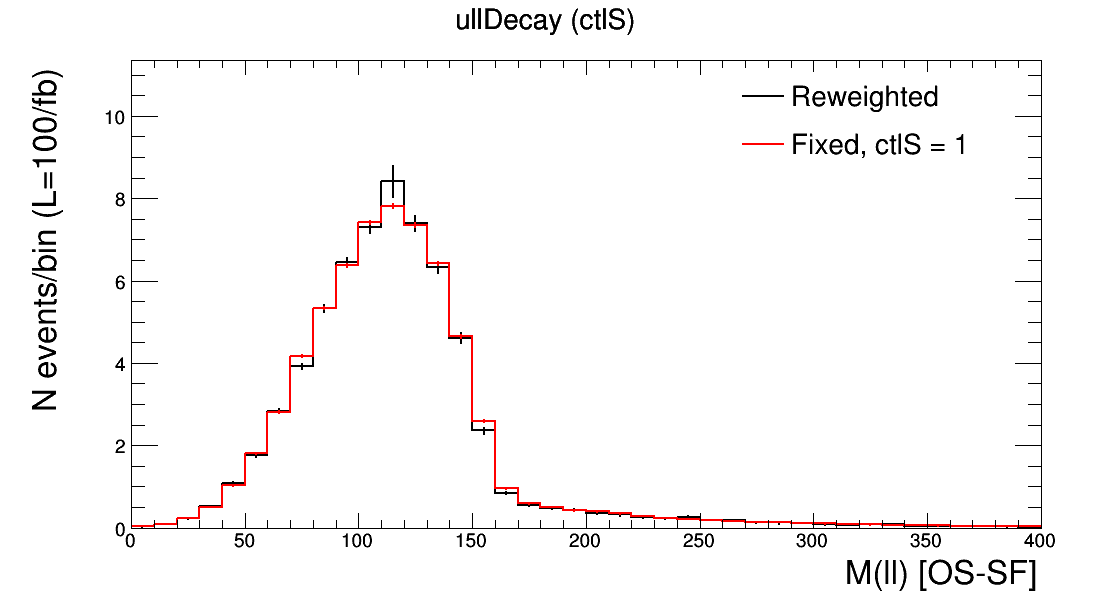 ullDecay (ctlS)
N events/bin (L=100/fb)
10
8
6
4
2
0
Reweighted
Fixed, ctlS = 1
0 50 100 150 200 250 300 350 400
M(ll) [OS-SF]